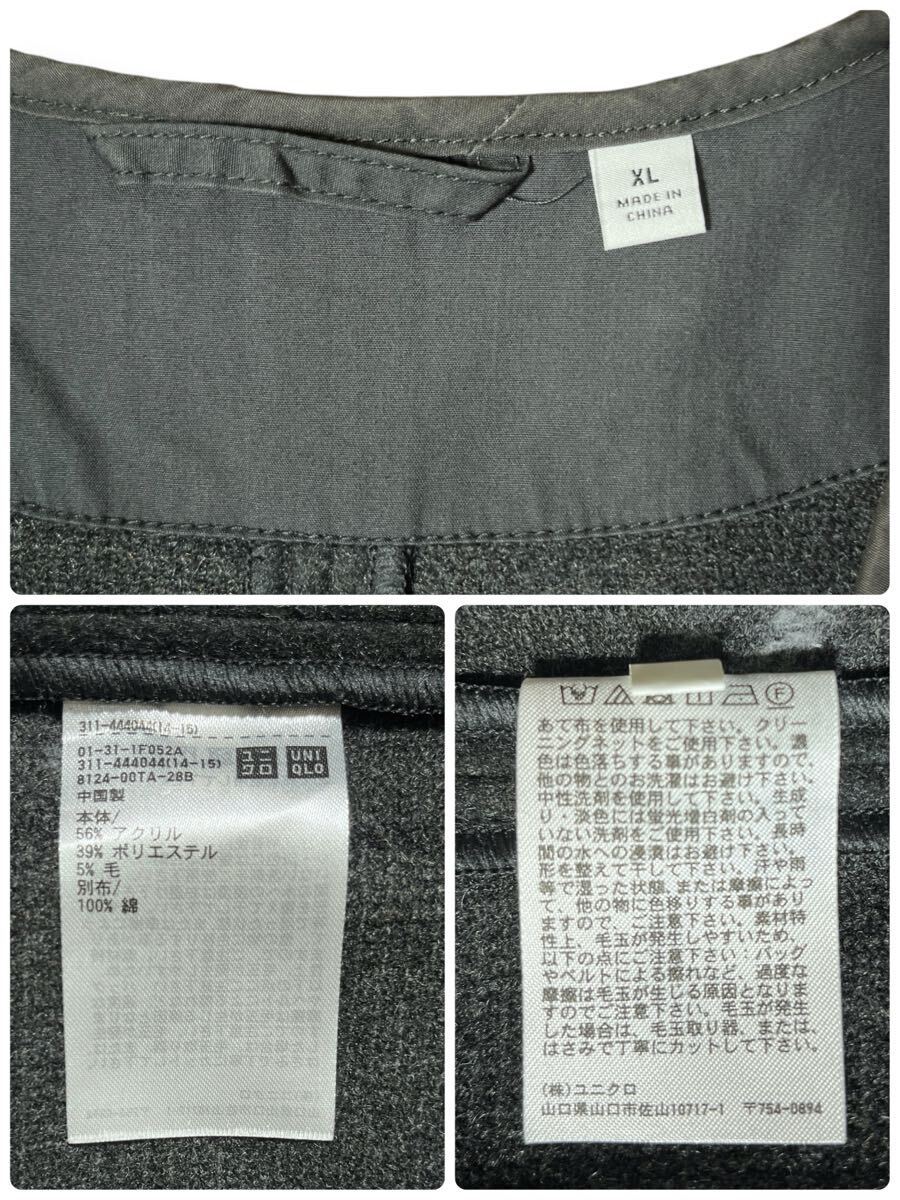 XL
MADE IN
CHINA
311-444044(14-15)
01-31-1F052A
311-444044(14-15)
8124-00TA-28B
ユニクロ UNIQLO
中国製
本体/
56% アクリル
39% ポリエステル
5% 毛
別布/
100% 綿
F
あて布を使用して下さい。クリー
ニングネットをご使用下さい。濃
色は色落ちする事がありますので、
他の物とのお洗濯はお避け下さい。
中性洗剤を使用して下さい。生成
り・淡色には蛍光増白剤の入って
いない洗剤をご使用下さい。長時
間の水への浸漬はお避け下さい。
形を整えて干して下さい。汗や雨
等で湿った状態、または摩擦によっ
て、他の物に色移りする事があり
ますので、ご注意下さい。素材特
性上、毛玉が発生しやすいため、
以下の点にご注意下さい：バッグ
やベルトによる擦れなど、過度な
摩擦は毛玉が生じる原因となりま
すのでご注意下さい。毛玉が発生
した場合は、毛玉取り器、または、
はさみで丁寧にカットして下さい。
(株)ユニクロ
山口県山口市佐山10717-1 〒754-0894